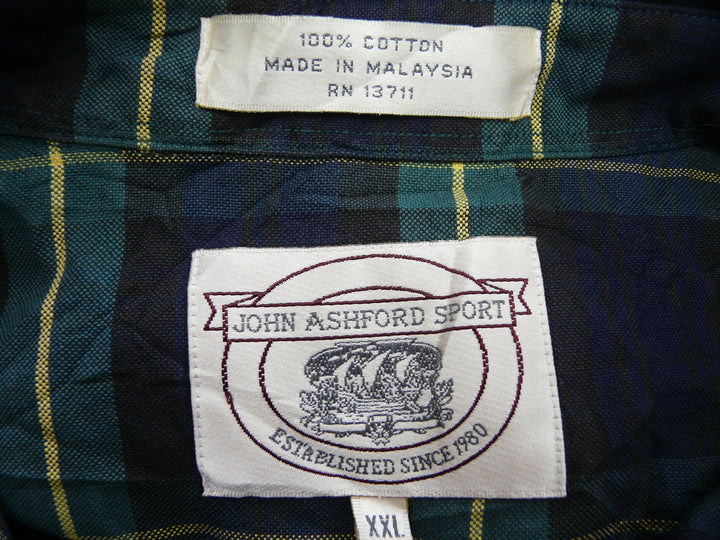 100% COTTON
MADE IN MALAYSIA
RN 13711
JOHN ASHFORD SPORT
ESTABLISHED SINCE 1980
XXL